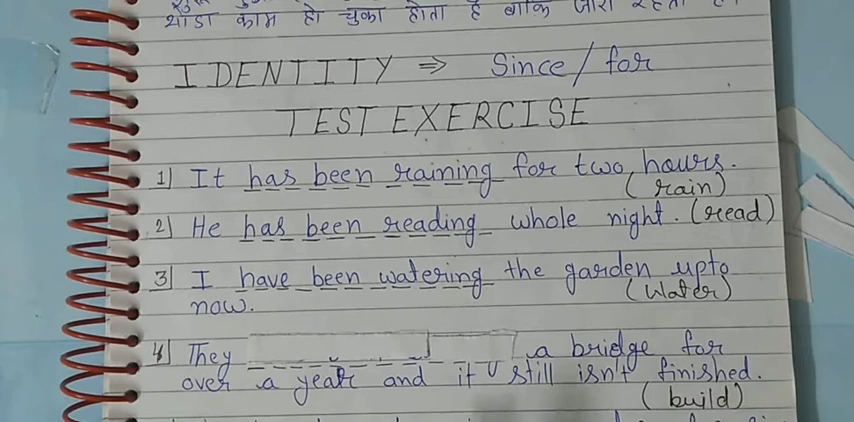 थोडा काम हो चुका होता है बाकि जारी रहता है।
IDENTITY ⇒ Since / for
TEST EXERCISE
1) It has been raining for two hours.
(rain)
2) He has been reading whole night. (read)
3) I have been watering the garden upto
now. (Water)
4) They a bridge for
over a year and it still isn't finished.
(build)